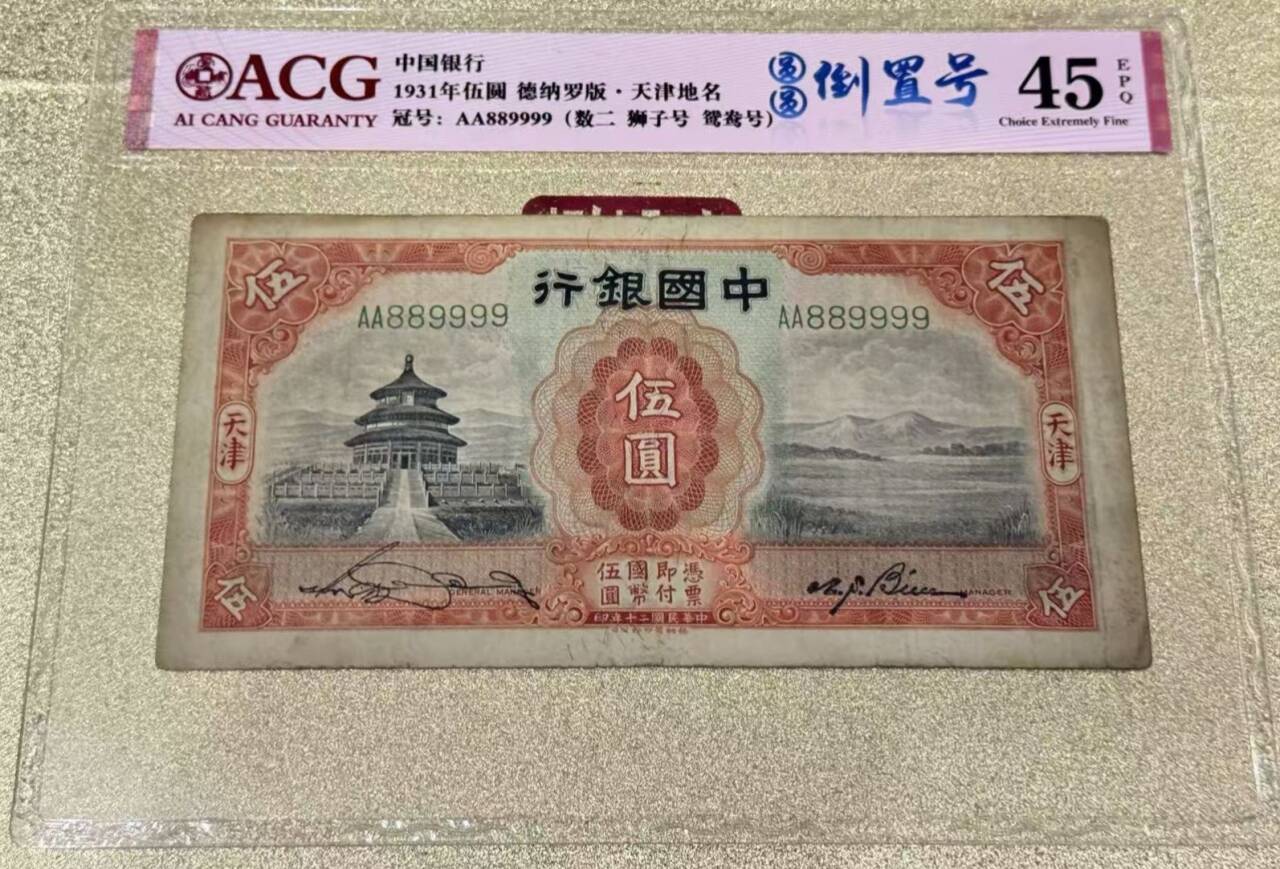 ACG
AI CANG GUARANTY
中国银行
1931年伍圓 德纳罗版·天津地名
冠号：AA889999（数二 狮子号 鸳鸯号）
圆圆 倒置号
45
EPQ
Choice Extremely Fine
伍
伍
行銀國中
AA889999
AA889999
伍
圓
天津
天津
GENERAL MANAGER
憑票
即付
國幣
伍圓
MANAGER
伍
伍
印年十二國民華中